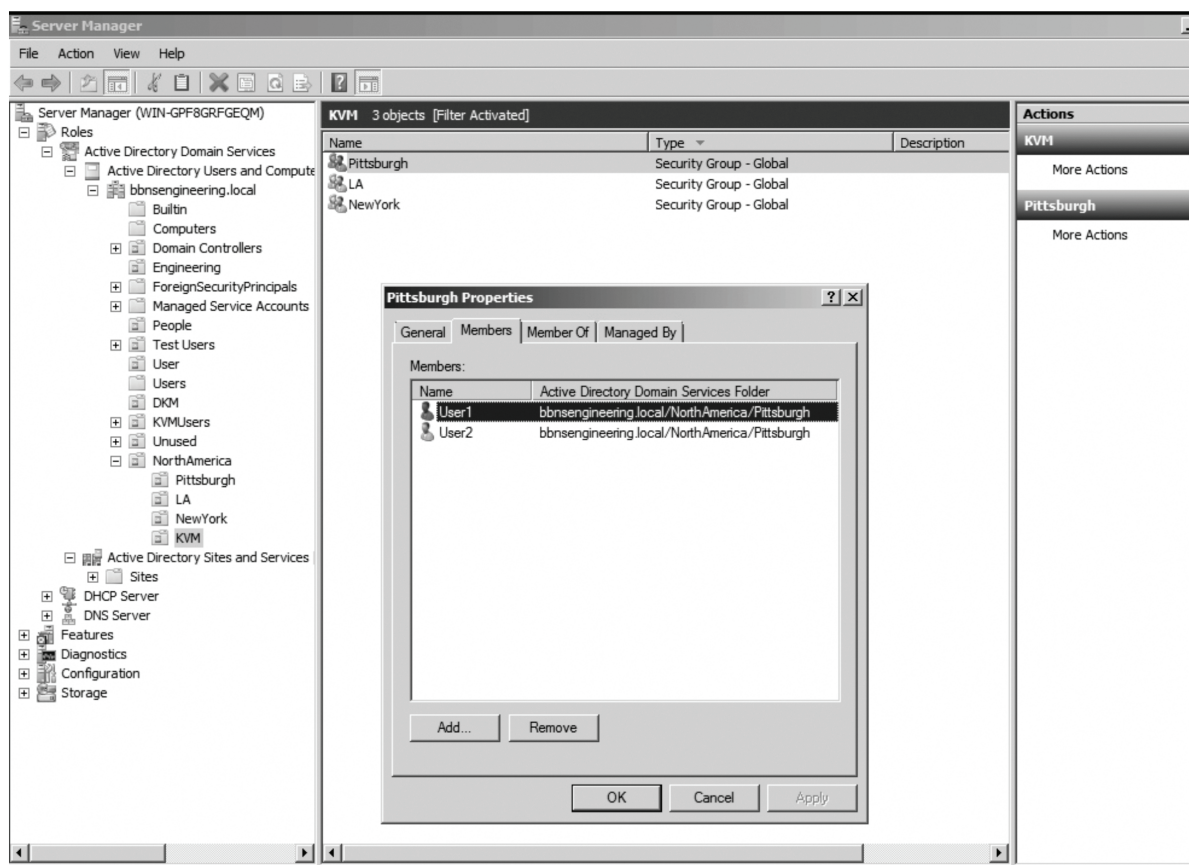 Server Manager
File Action View Help
Server Manager (WIN-GPF8GRFGEQM)
Roles
Active Directory Domain Services
Active Directory Users and Compute
bbnsengineering.local
Builtin
Computers
Domain Controllers
Engineering
ForeignSecurityPrincipals
Managed Service Accounts
People
Test Users
User
Users
DKM
KVMUsers
Unused
NorthAmerica
Pittsburgh
LA
NewYork
KVM
Active Directory Sites and Services
Sites
DHCP Server
DNS Server
Features
Diagnostics
Configuration
Storage
KVM 3 objects [Filter Activated]
Name Type Description
Pittsburgh Security Group - Global
LA Security Group - Global
NewYork Security Group - Global
Pittsburgh Properties
General Members Member Of Managed By
Members:
Name Active Directory Domain Services Folder
User1 bbnsengineering.local/NorthAmerica/Pittsburgh
User2 bbnsengineering.local/NorthAmerica/Pittsburgh
Add... Remove
OK Cancel Apply
Actions
KVM
More Actions
Pittsburgh
More Actions